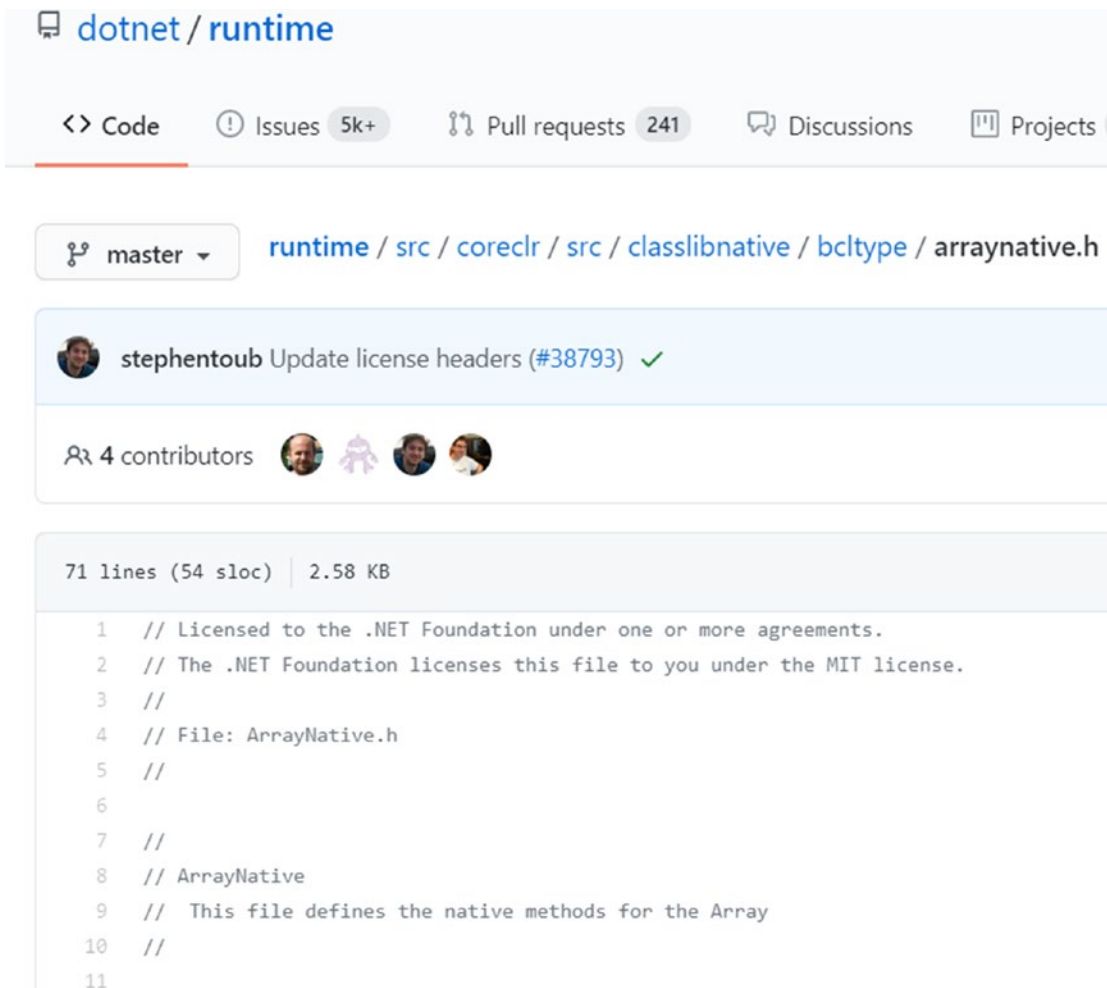 dotnet / runtime
<> Code Issues 5k+ Pull requests 241 Discussions Projects
master runtime / src / coreclr / src / classlibnative / bcltype / arraynative.h
stephentoub Update license headers (#38793)
4 contributors
71 lines (54 sloc) 2.58 KB
1 // Licensed to the .NET Foundation under one or more agreements.
2 // The .NET Foundation licenses this file to you under the MIT license.
3 //
4 // File: ArrayNative.h
5 //
6
7 //
8 // ArrayNative
9 //  This file defines the native methods for the Array
10 //
11